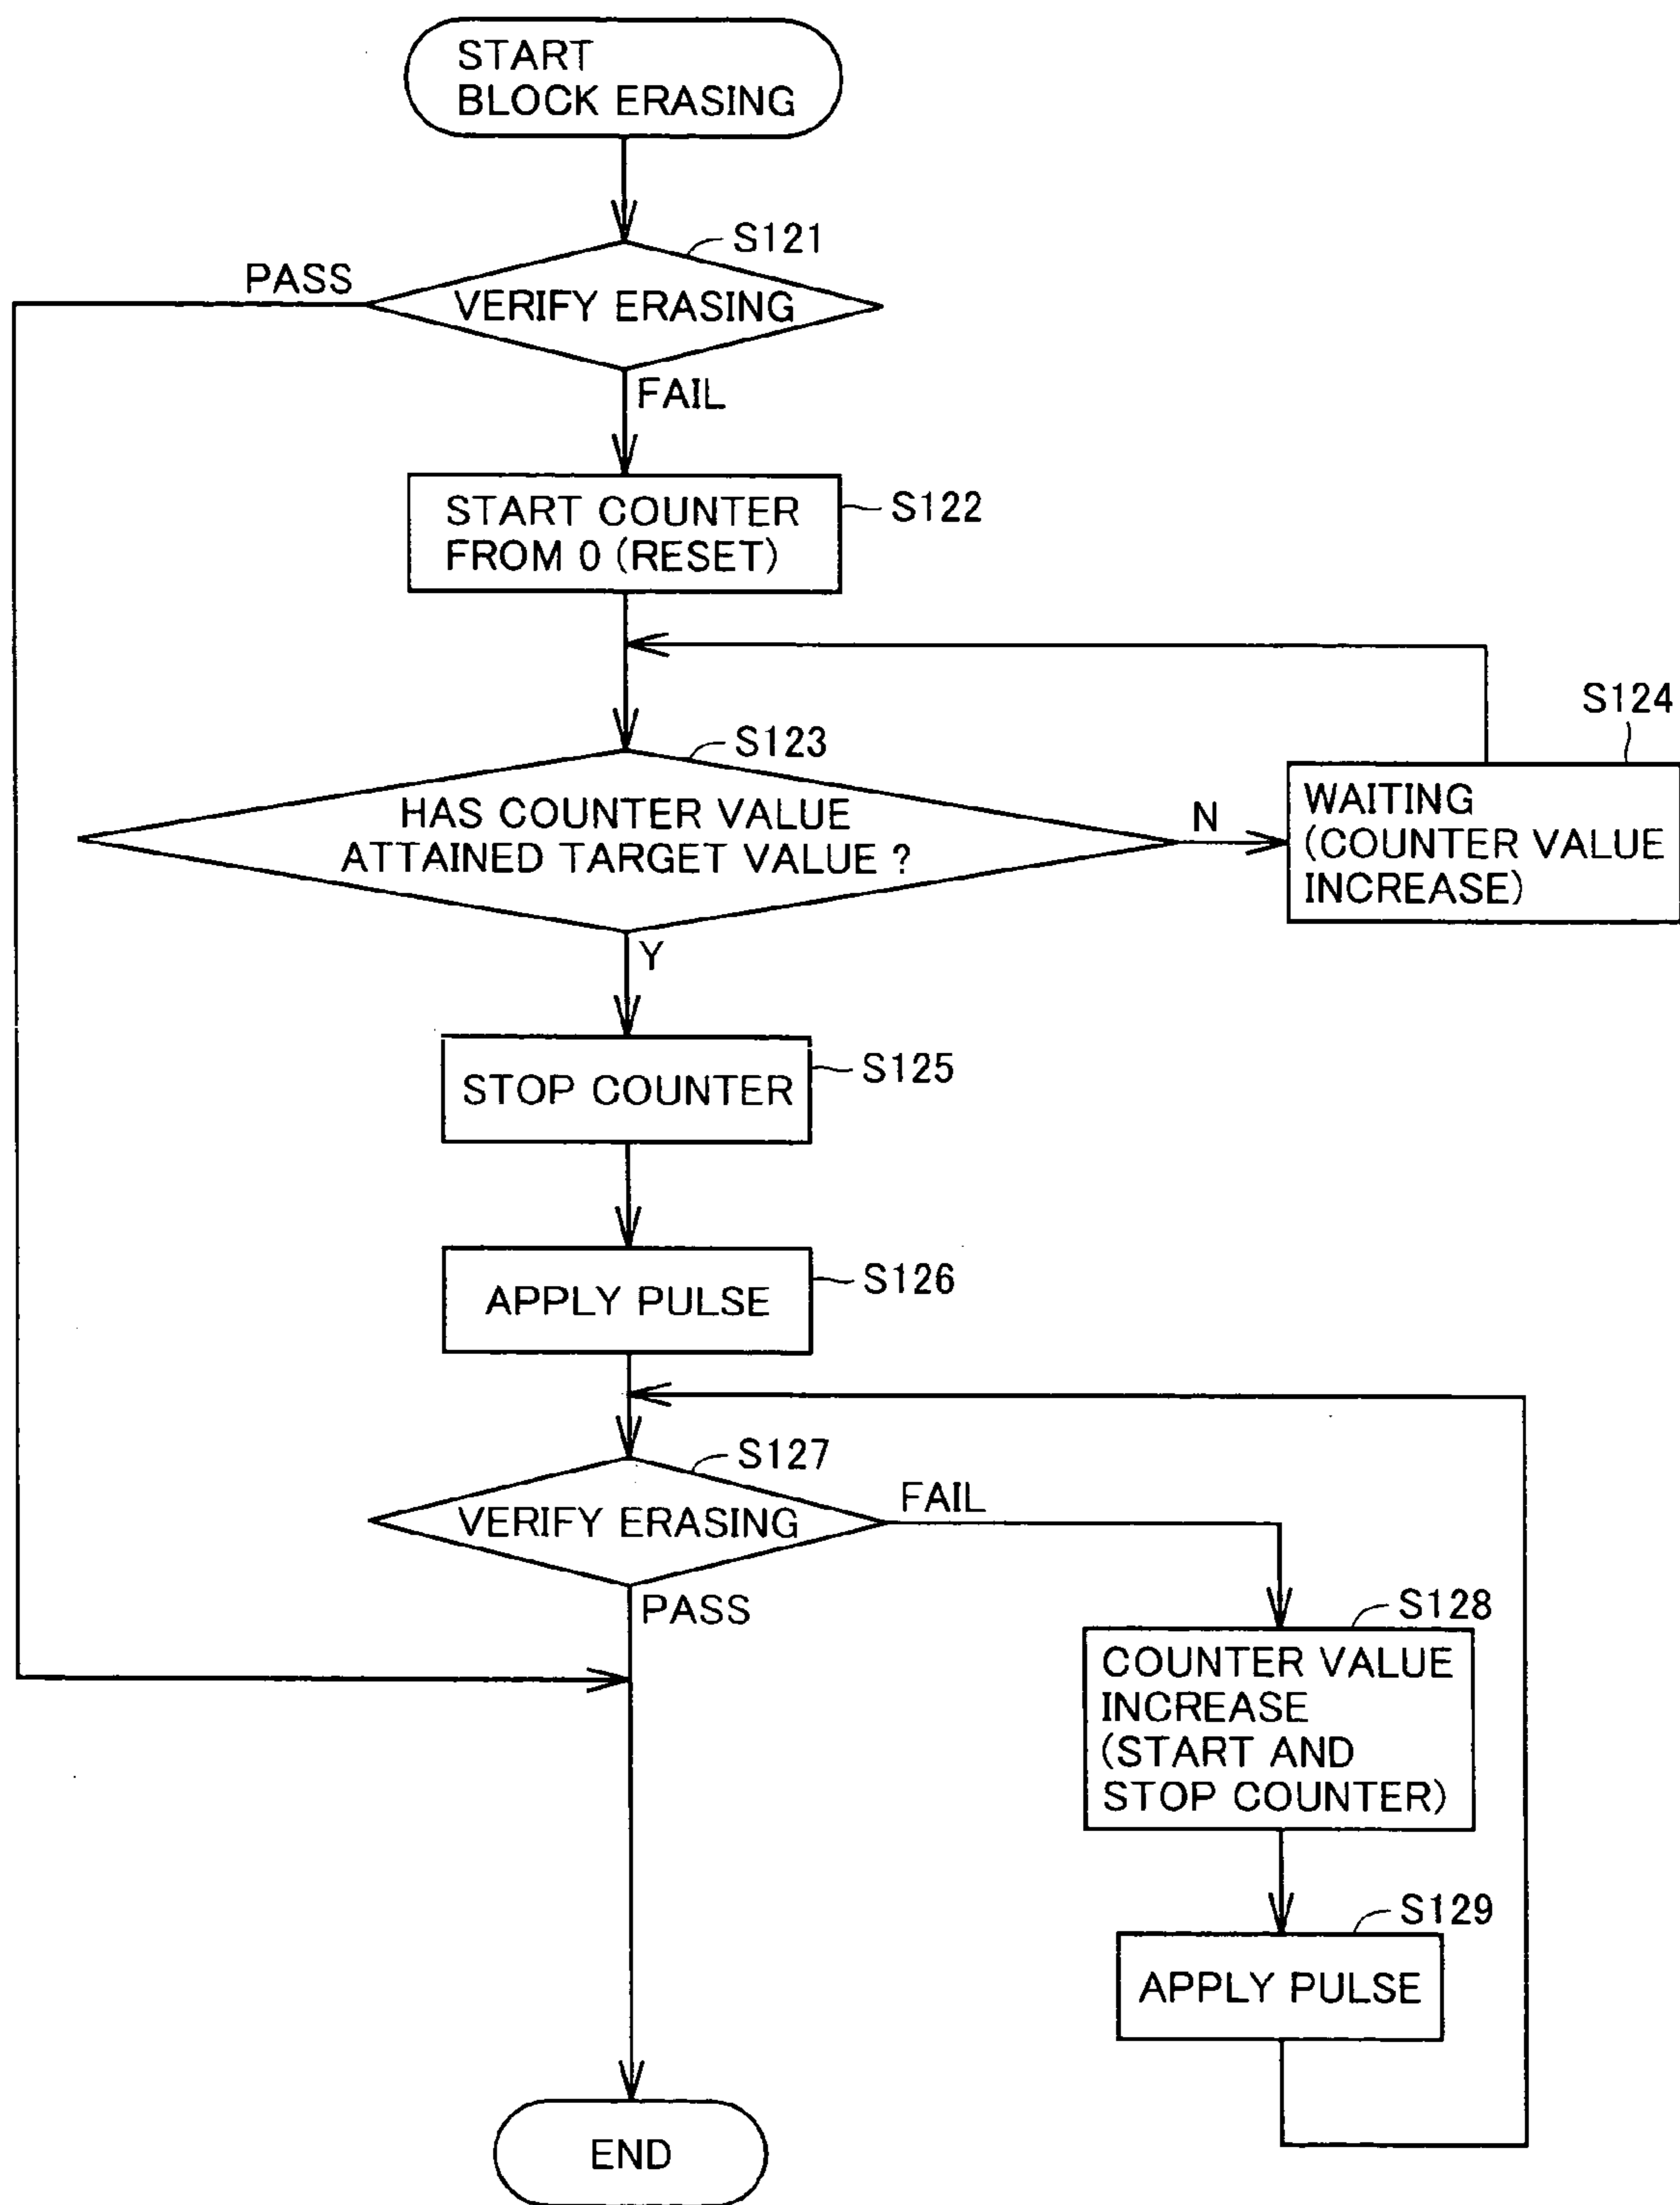 START
BLOCK ERASING
S121
PASS
VERIFY ERASING
FAIL
START COUNTER
FROM 0 (RESET)
S122
S124
S123
HAS COUNTER VALUE
ATTAINED TARGET VALUE ?
N
WAITING
(COUNTER VALUE
INCREASE)
Y
STOP COUNTER
S125
APPLY PULSE
S126
S127
VERIFY ERASING
FAIL
PASS
S128
COUNTER VALUE
INCREASE
(START AND
STOP COUNTER)
S129
APPLY PULSE
END